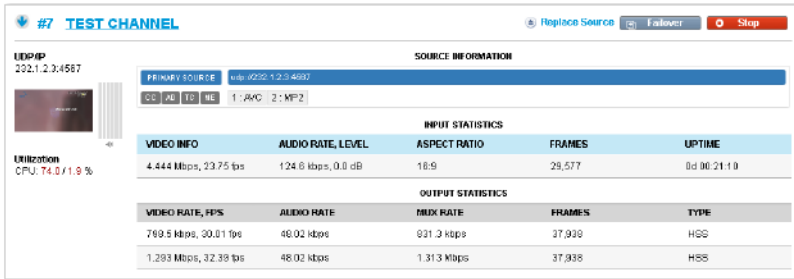 #7 TEST CHANNEL
Replace Source Failover Stop
UDP/IP
232.1.2.3:4567
SOURCE INFORMATION
PRIMARY SOURCE udp://232.1.2.3:4567
CC AD TC 1 : AVC 2 : MP2
INPUT STATISTICS
VIDEO INFO AUDIO RATE, LEVEL ASPECT RATIO FRAMES UPTIME
4.444 Mbps, 23.75 fps 124.6 kbps, 0.0 dB 16:9 29,577 0d 00:21:10
Utilization
CPU: 74.0 / 1.9 %
OUTPUT STATISTICS
VIDEO RATE, FPS AUDIO RATE MUX RATE FRAMES TYPE
799.5 kbps, 30.01 fps 48.02 kbps 831.3 kbps 37,938 HSS
1.293 Mbps, 32.39 fps 48.02 kbps 1.313 Mbps 37,938 HSS